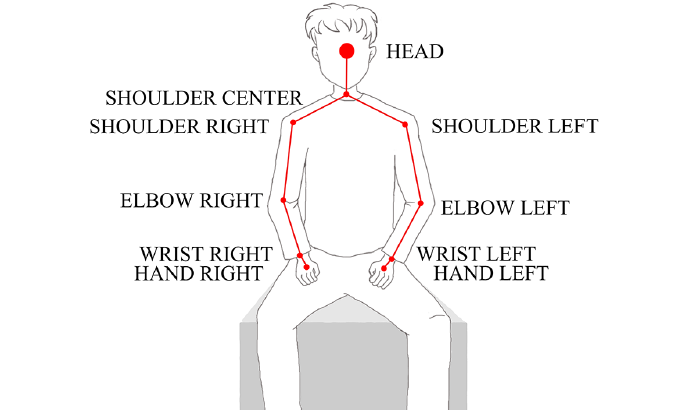 HEAD
SHOULDER CENTER
SHOULDER RIGHT
SHOULDER LEFT
ELBOW RIGHT
ELBOW LEFT
WRIST RIGHT
WRIST LEFT
HAND RIGHT
HAND LEFT